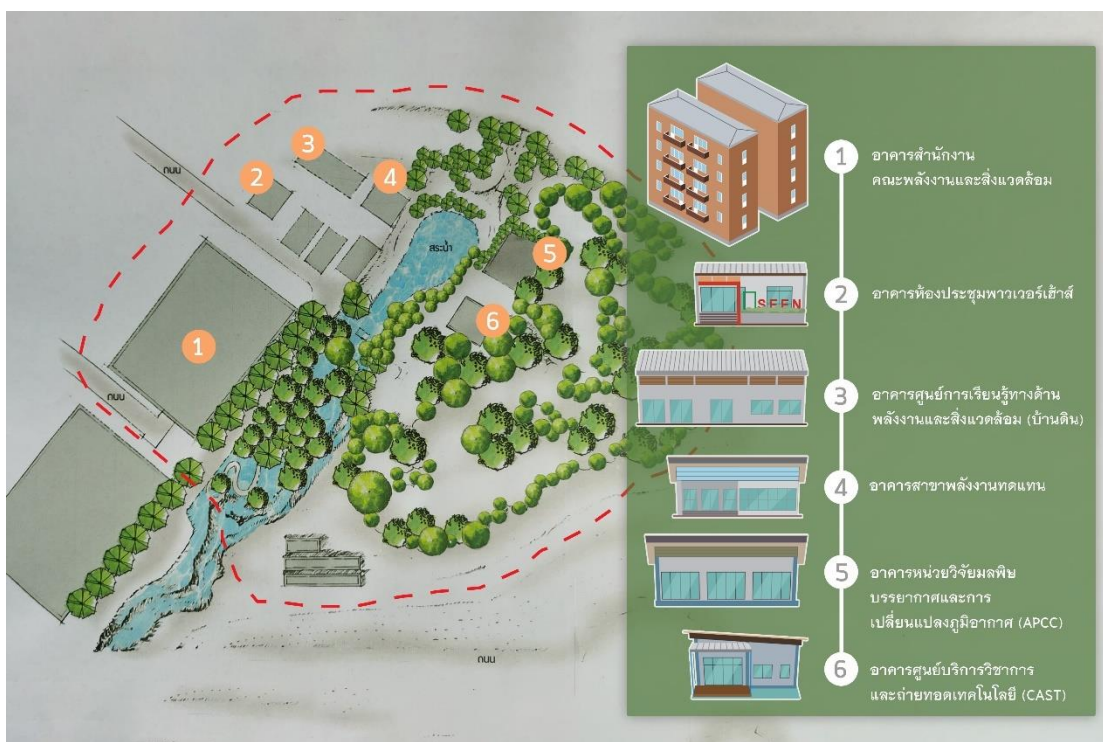 ถนน
3
2
4
สระน้ำ
5
6
1
ถนน
ถนน
1
อาคารสำนักงาน
คณะพลังงานและสิ่งแวดล้อม
SEEN
2
อาคารห้องประชุมพาวเวอร์เฮ้าส์
3
อาคารศูนย์การเรียนรู้ทางด้าน
พลังงานและสิ่งแวดล้อม (บ้านดิน)
4
อาคารสาขาพลังงานทดแทน
5
อาคารหน่วยวิจัยมลพิษ
บรรยากาศและการ
เปลี่ยนแปลงภูมิอากาศ (APCC)
6
อาคารศูนย์บริการวิชาการ
และถ่ายทอดเทคโนโลยี (CAST)